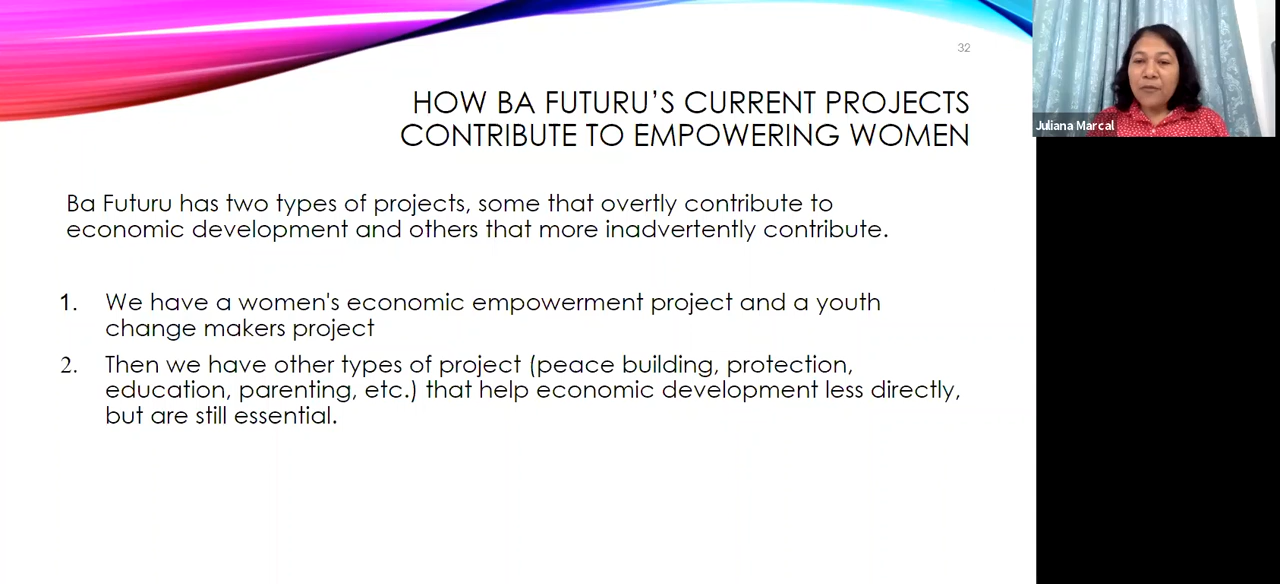 32
HOW BA FUTURU’S CURRENT PROJECTS
CONTRIBUTE TO EMPOWERING WOMEN
Ba Futuru has two types of projects, some that overtly contribute to
economic development and others that more inadvertently contribute.
1. We have a women's economic empowerment project and a youth
change makers project
2. Then we have other types of project (peace building, protection,
education, parenting, etc.) that help economic development less directly,
but are still essential.
Juliana Marcal